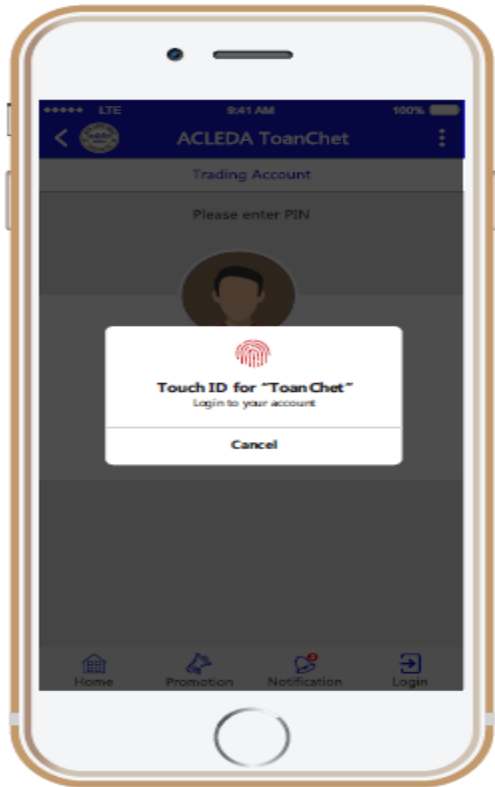 LTE 9:41 AM 100%
ACLEDA ToanChet
Trading Account
Please enter PIN
Touch ID for “ToanChet”
Login to your account
Cancel
Home Promotion Notification Login